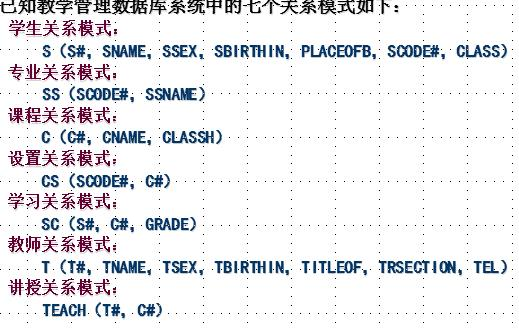 已知教学管理数据库系统中的七个关系模式如下：
学生关系模式：
S（S#，SNAME，SSEX，SBIRTHIN，PLACEOFB，SCODE#，CLASS）
专业关系模式：
SS（SCODE#，SSNAME）
课程关系模式：
C（C#，CNAME，CLASSH）
设置关系模式：
CS（SCODE#，C#）
学习关系模式：
SC（S#，C#，GRADE）
教师关系模式：
T（T#，TNAME，TSEX，TBIRTHIN，TITLEOF，TRSECTION，TEL）
讲授关系模式：
TEACH（T#，C#）